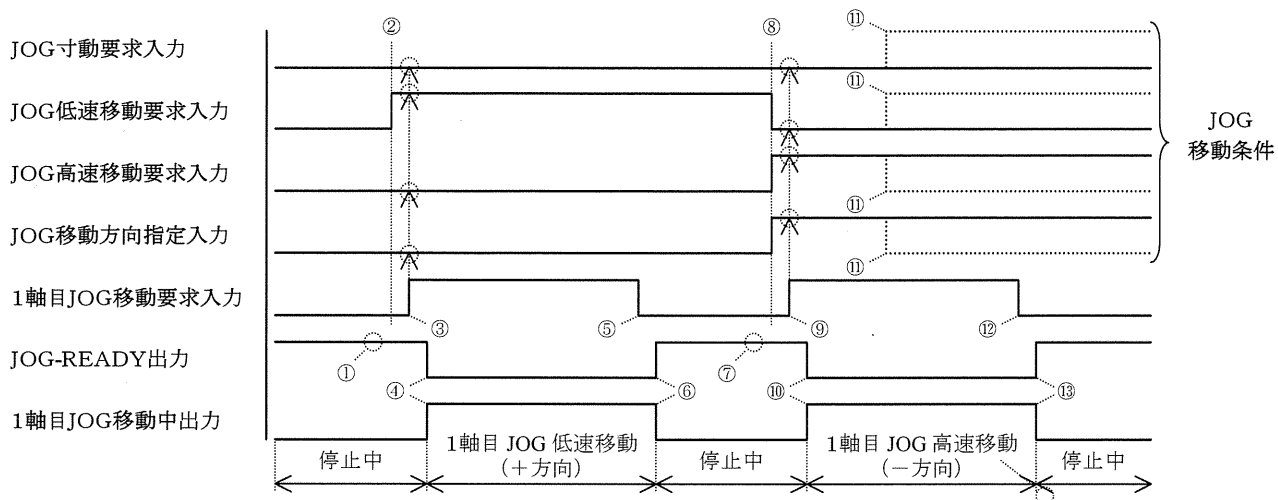 ② ⑧ ⑪
JOG寸動要求入力
⑪
JOG低速移動要求入力
JOG
移動条件
JOG高速移動要求入力
⑪
JOG移動方向指定入力
⑪
1軸目JOG移動要求入力
③ ⑤ ⑨ ⑫
JOG-READY出力
① ⑦
④ ⑥ ⑩ ⑬
1軸目JOG移動中出力
停止中 1軸目 JOG 低速移動 停止中 1軸目 JOG 高速移動 停止中
(+方向) (-方向)